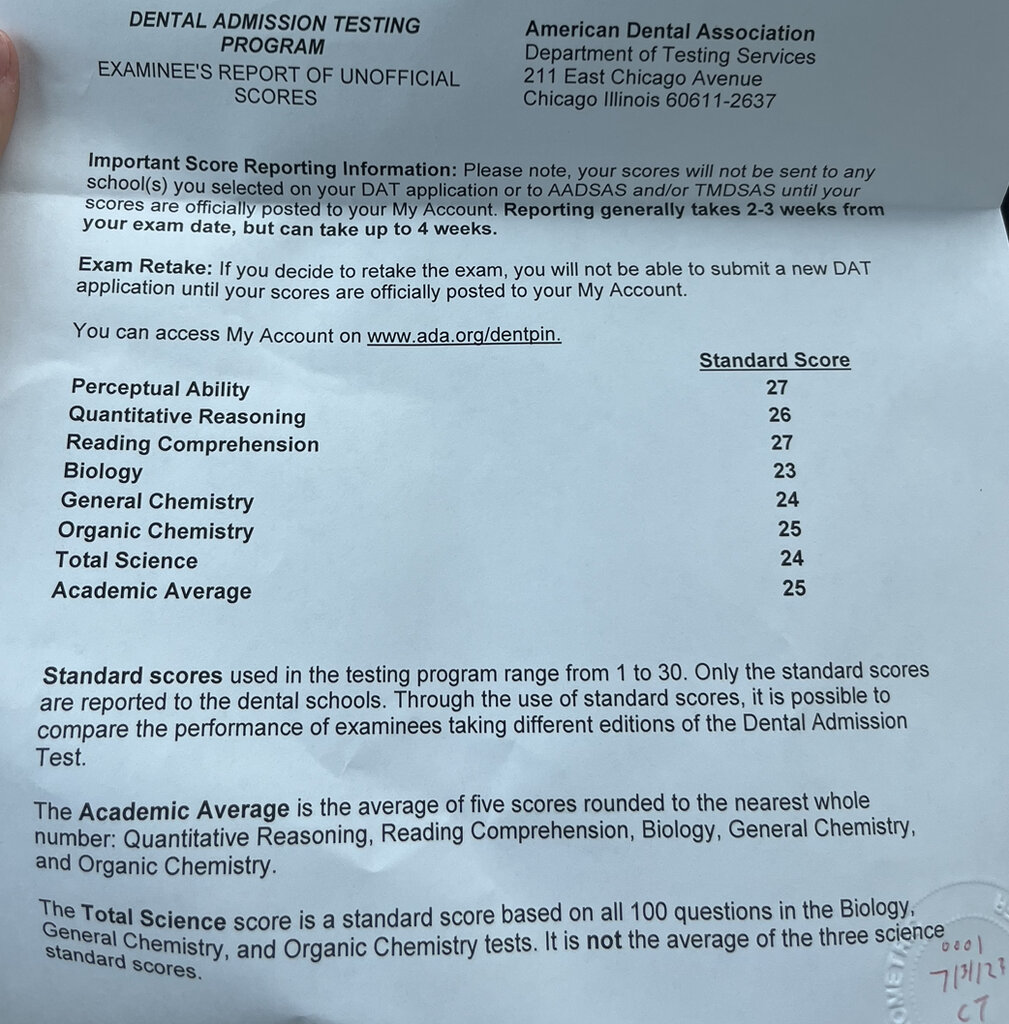 DENTAL ADMISSION TESTING
PROGRAM
EXAMINEE'S REPORT OF UNOFFICIAL
SCORES
American Dental Association
Department of Testing Services
211 East Chicago Avenue
Chicago Illinois 60611-2637
Important Score Reporting Information: Please note, your scores will not be sent to any
school(s) you selected on your DAT application or to AADSAS and/or TMDSAS until your
scores are officially posted to your My Account. Reporting generally takes 2-3 weeks from
your exam date, but can take up to 4 weeks.
Exam Retake: If you decide to retake the exam, you will not be able to submit a new DAT
application until your scores are officially posted to your My Account.
You can access My Account on www.ada.org/dentpin.
Standard Score
Perceptual Ability 27
Quantitative Reasoning 26
Reading Comprehension 27
Biology 23
General Chemistry 24
Organic Chemistry 25
Total Science 24
Academic Average 25
Standard scores used in the testing program range from 1 to 30. Only the standard scores
are reported to the dental schools. Through the use of standard scores, it is possible to
compare the performance of examinees taking different editions of the Dental Admission
Test.
The Academic Average is the average of five scores rounded to the nearest whole
number: Quantitative Reasoning, Reading Comprehension, Biology, General Chemistry,
and Organic Chemistry.
The Total Science score is a standard score based on all 100 questions in the Biology,
General Chemistry, and Organic Chemistry tests. It is not the average of the three science
standard scores.
0001
7/31/23
CT